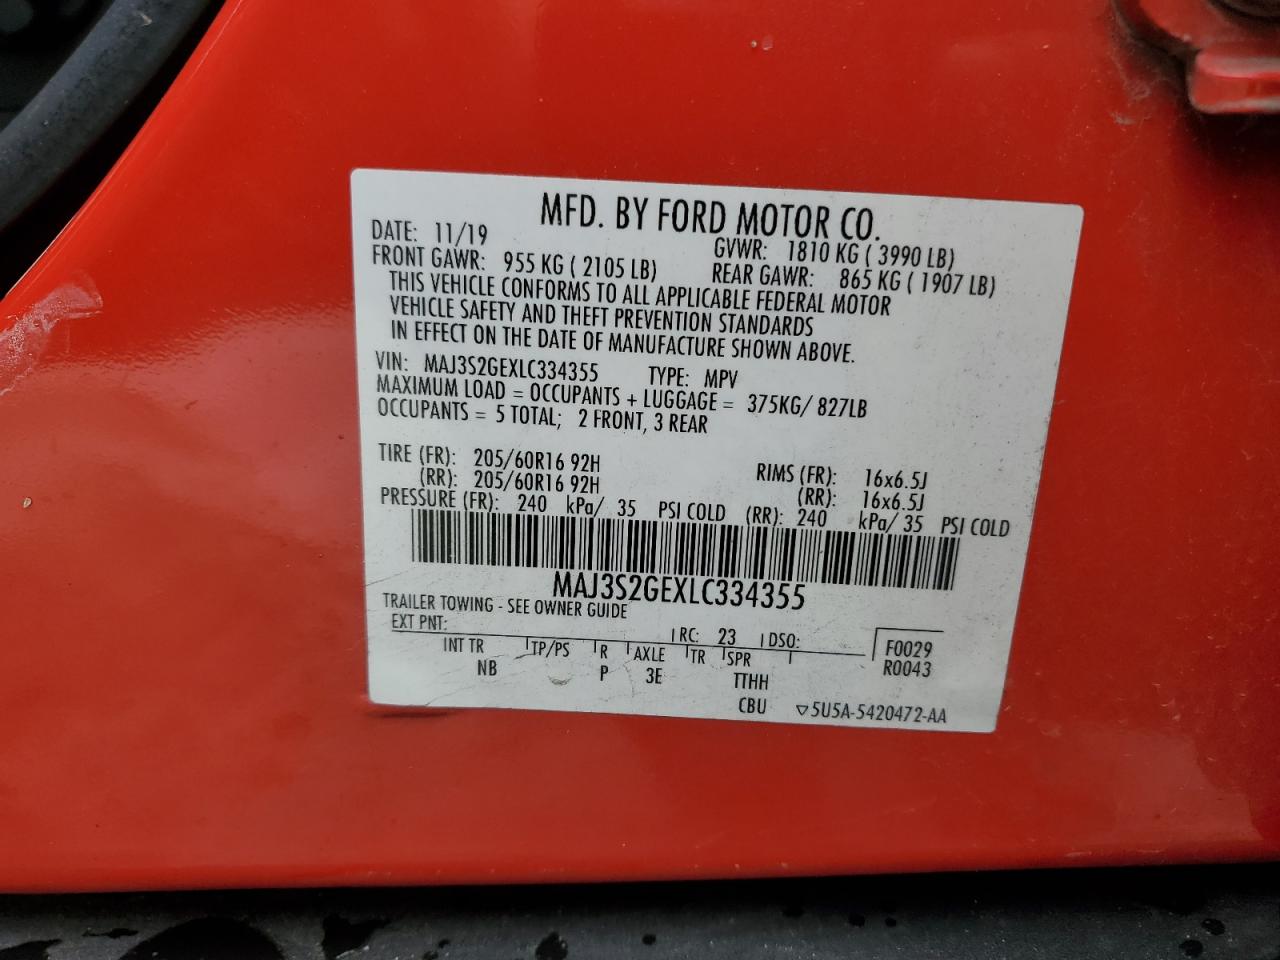 MFD. BY FORD MOTOR CO.
DATE: 11/19 GVWR: 1810 KG ( 3990 LB)
FRONT GAWR: 955 KG ( 2105 LB) REAR GAWR: 865 KG ( 1907 LB)
THIS VEHICLE CONFORMS TO ALL APPLICABLE FEDERAL MOTOR
VEHICLE SAFETY AND THEFT PREVENTION STANDARDS
IN EFFECT ON THE DATE OF MANUFACTURE SHOWN ABOVE.
VIN: MAJ3S2GEXLC334355 TYPE: MPV
MAXIMUM LOAD = OCCUPANTS + LUGGAGE = 375KG/ 827LB
OCCUPANTS = 5 TOTAL; 2 FRONT, 3 REAR
TIRE (FR): 205/60R16 92H RIMS (FR): 16x6.5J
(RR): 205/60R16 92H (RR): 16x6.5J
PRESSURE (FR): 240 kPa/ 35 PSI COLD (RR): 240 kPa/ 35 PSI COLD
MAJ3S2GEXLC334355
TRAILER TOWING - SEE OWNER GUIDE
EXT PNT: RC: 23 DSO: F0029
INT TR TP/PS R AXLE TR SPR R0043
NB P 3E TTHH
CBU ▽5U5A-5420472-AA